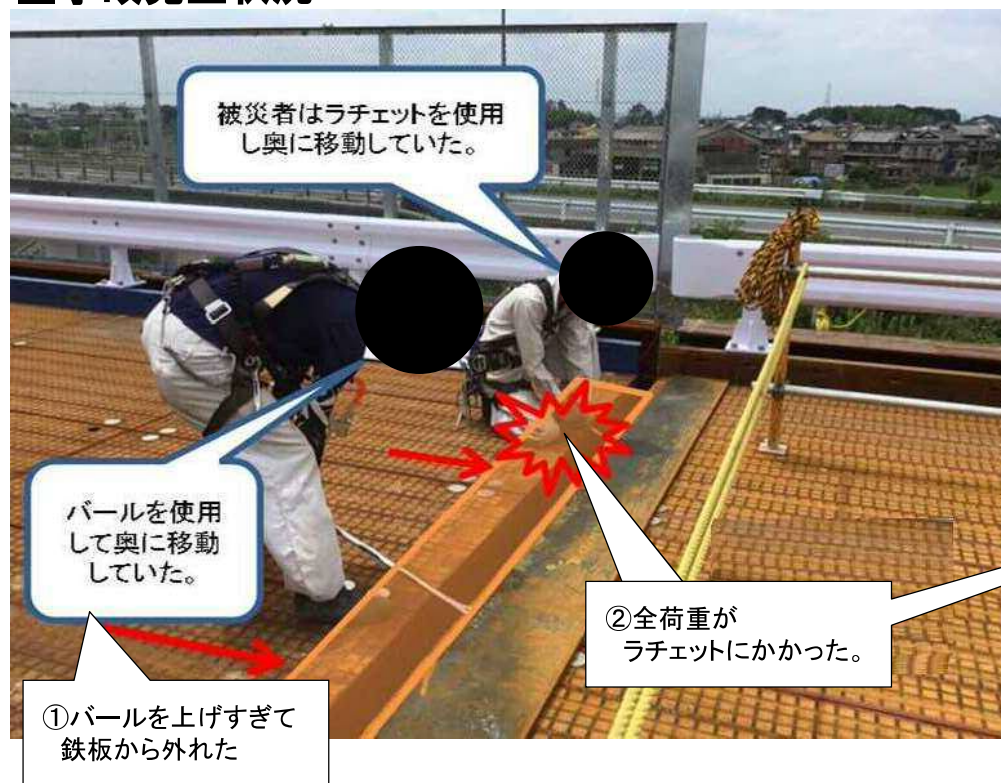 被災者はラチェットを使用
し奥に移動していた。
バールを使用
して奥に移動
していた。
②全荷重が
ラチェットにかかった。
①バールを上げすぎて
鉄板から外れた